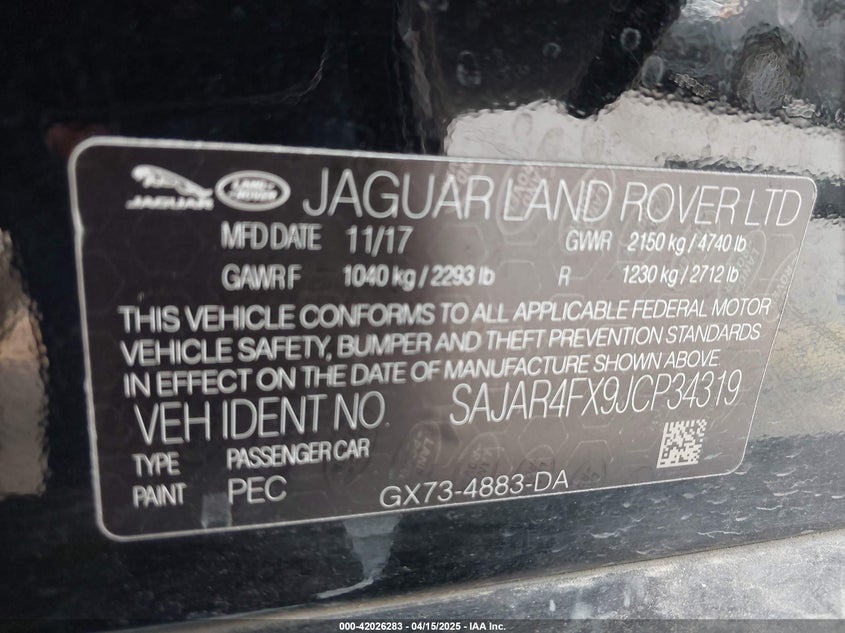 JAGUAR LAND-ROVER JAGUAR LAND ROVER LTD
MFD DATE 11/17 GVWR 2150 kg / 4740 lb
GAWR F 1040 kg / 2293 lb R 1230 kg / 2712 lb
THIS VEHICLE CONFORMS TO ALL APPLICABLE FEDERAL MOTOR
VEHICLE SAFETY, BUMPER AND THEFT PREVENTION STANDARDS
IN EFFECT ON THE DATE OF MANUFACTURE SHOWN ABOVE
VEH IDENT NO. SAJAR4FX9JCP34319
TYPE PASSENGER CAR
PAINT PEC GX73-4883-DA
000-42026283 - 04/15/2025 - IAA Inc.